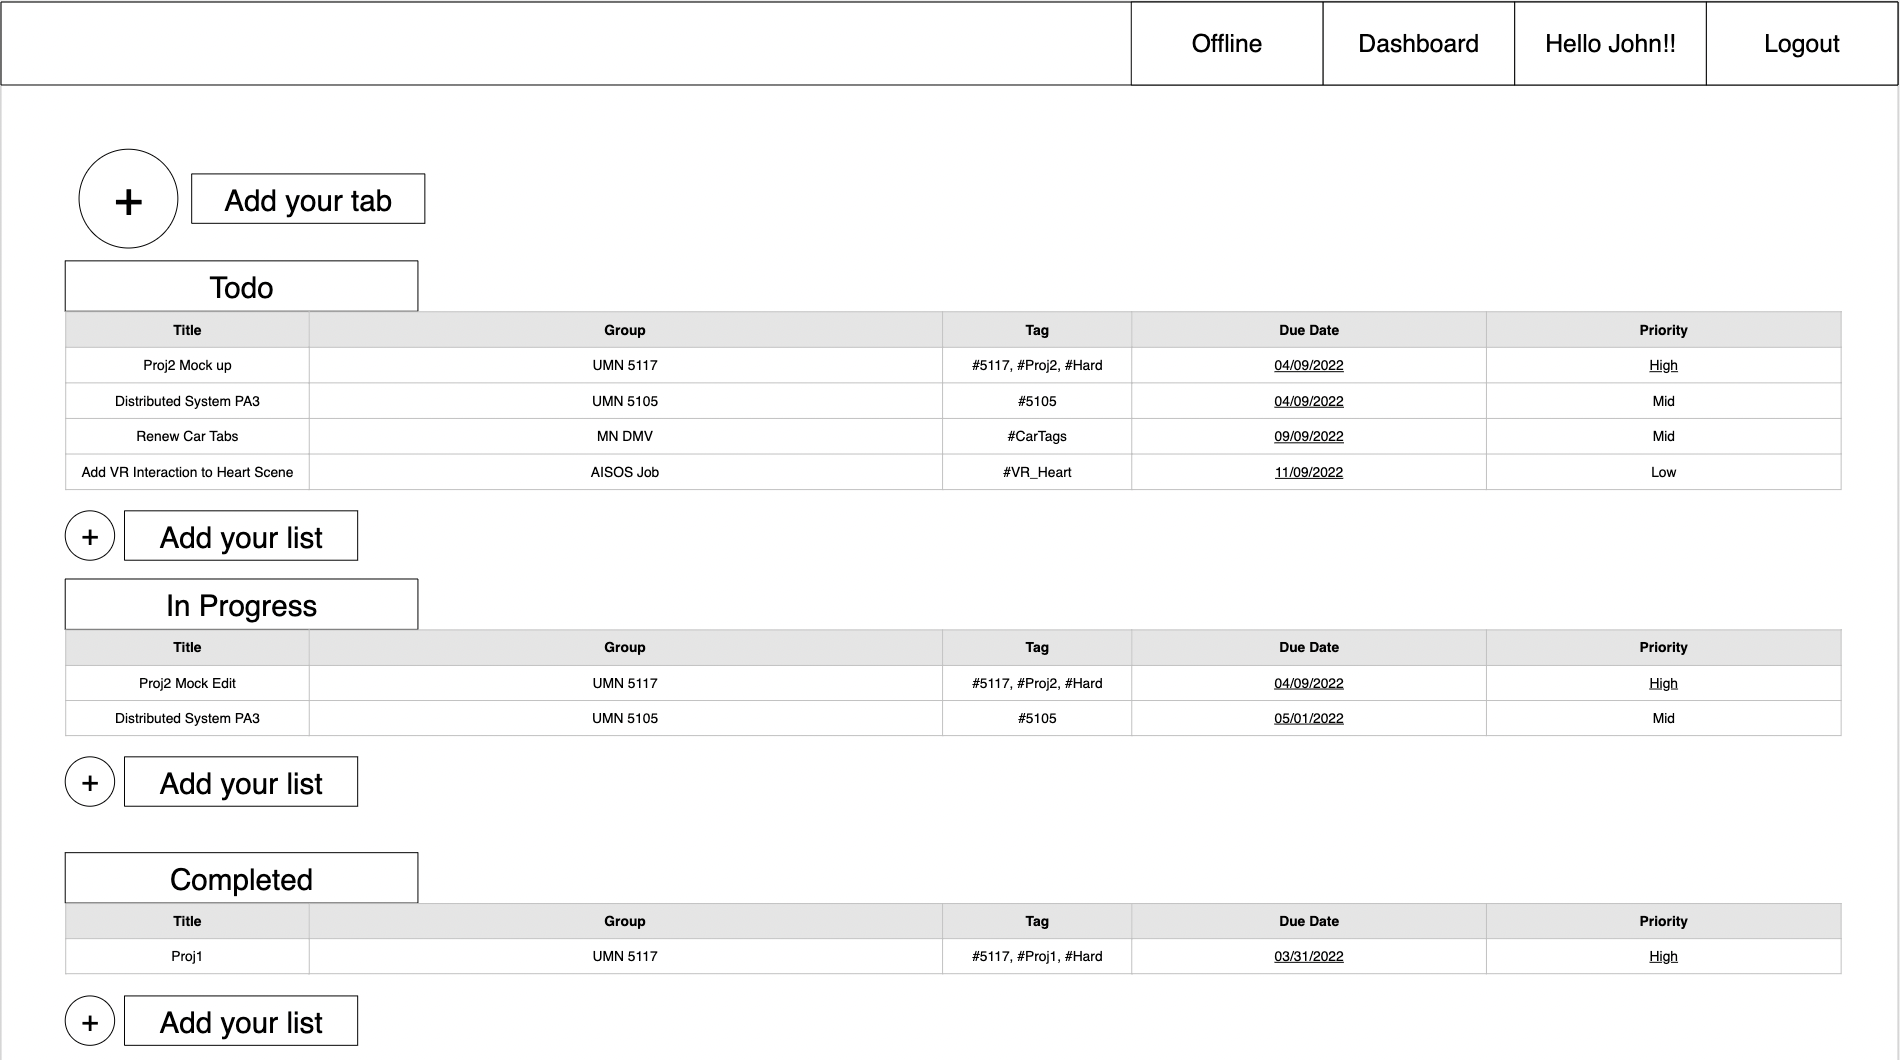 Offline Dashboard Hello John!! Logout
+ Add your tab
Todo
Title Group Tag Due Date Priority
Proj2 Mock up UMN 5117 #5117, #Proj2, #Hard 04/09/2022 High
Distributed System PA3 UMN 5105 #5105 04/09/2022 Mid
Renew Car Tabs MN DMV #CarTags 09/09/2022 Mid
Add VR Interaction to Heart Scene AISOS Job #VR_Heart 11/09/2022 Low
+ Add your list
In Progress
Title Group Tag Due Date Priority
Proj2 Mock Edit UMN 5117 #5117, #Proj2, #Hard 04/09/2022 High
Distributed System PA3 UMN 5105 #5105 05/01/2022 Mid
+ Add your list
Completed
Title Group Tag Due Date Priority
Proj1 UMN 5117 #5117, #Proj1, #Hard 03/31/2022 High
+ Add your list